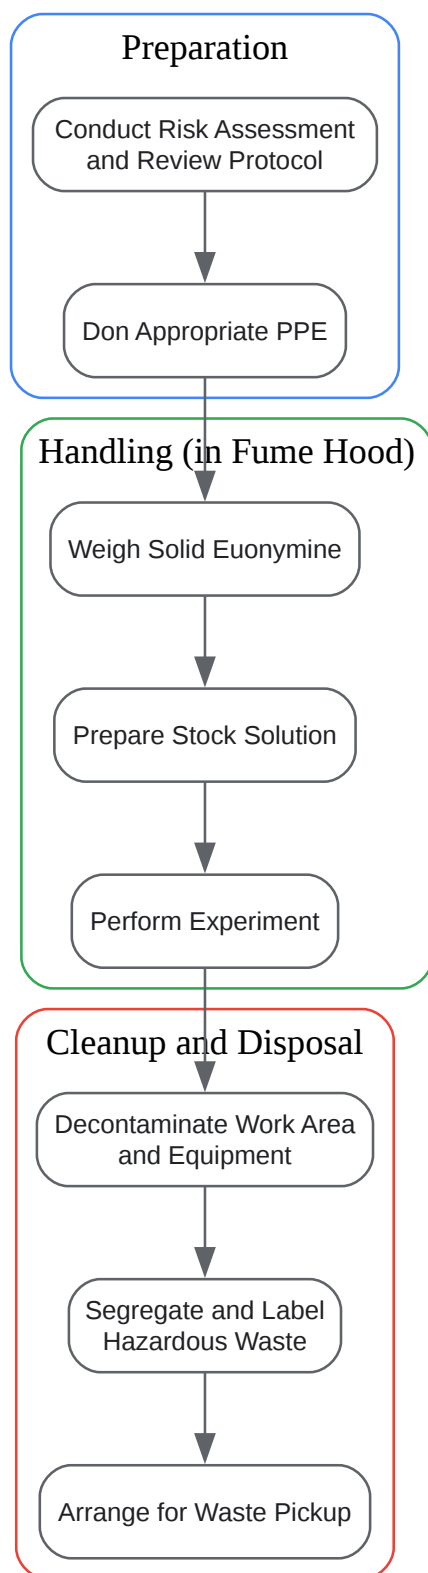 Preparation
Conduct Risk Assessment
and Review Protocol
Don Appropriate PPE
Handling (in Fume Hood)
Weigh Solid Euonymine
Prepare Stock Solution
Perform Experiment
Cleanup and Disposal
Decontaminate Work Area
and Equipment
Segregate and Label
Hazardous Waste
Arrange for Waste Pickup